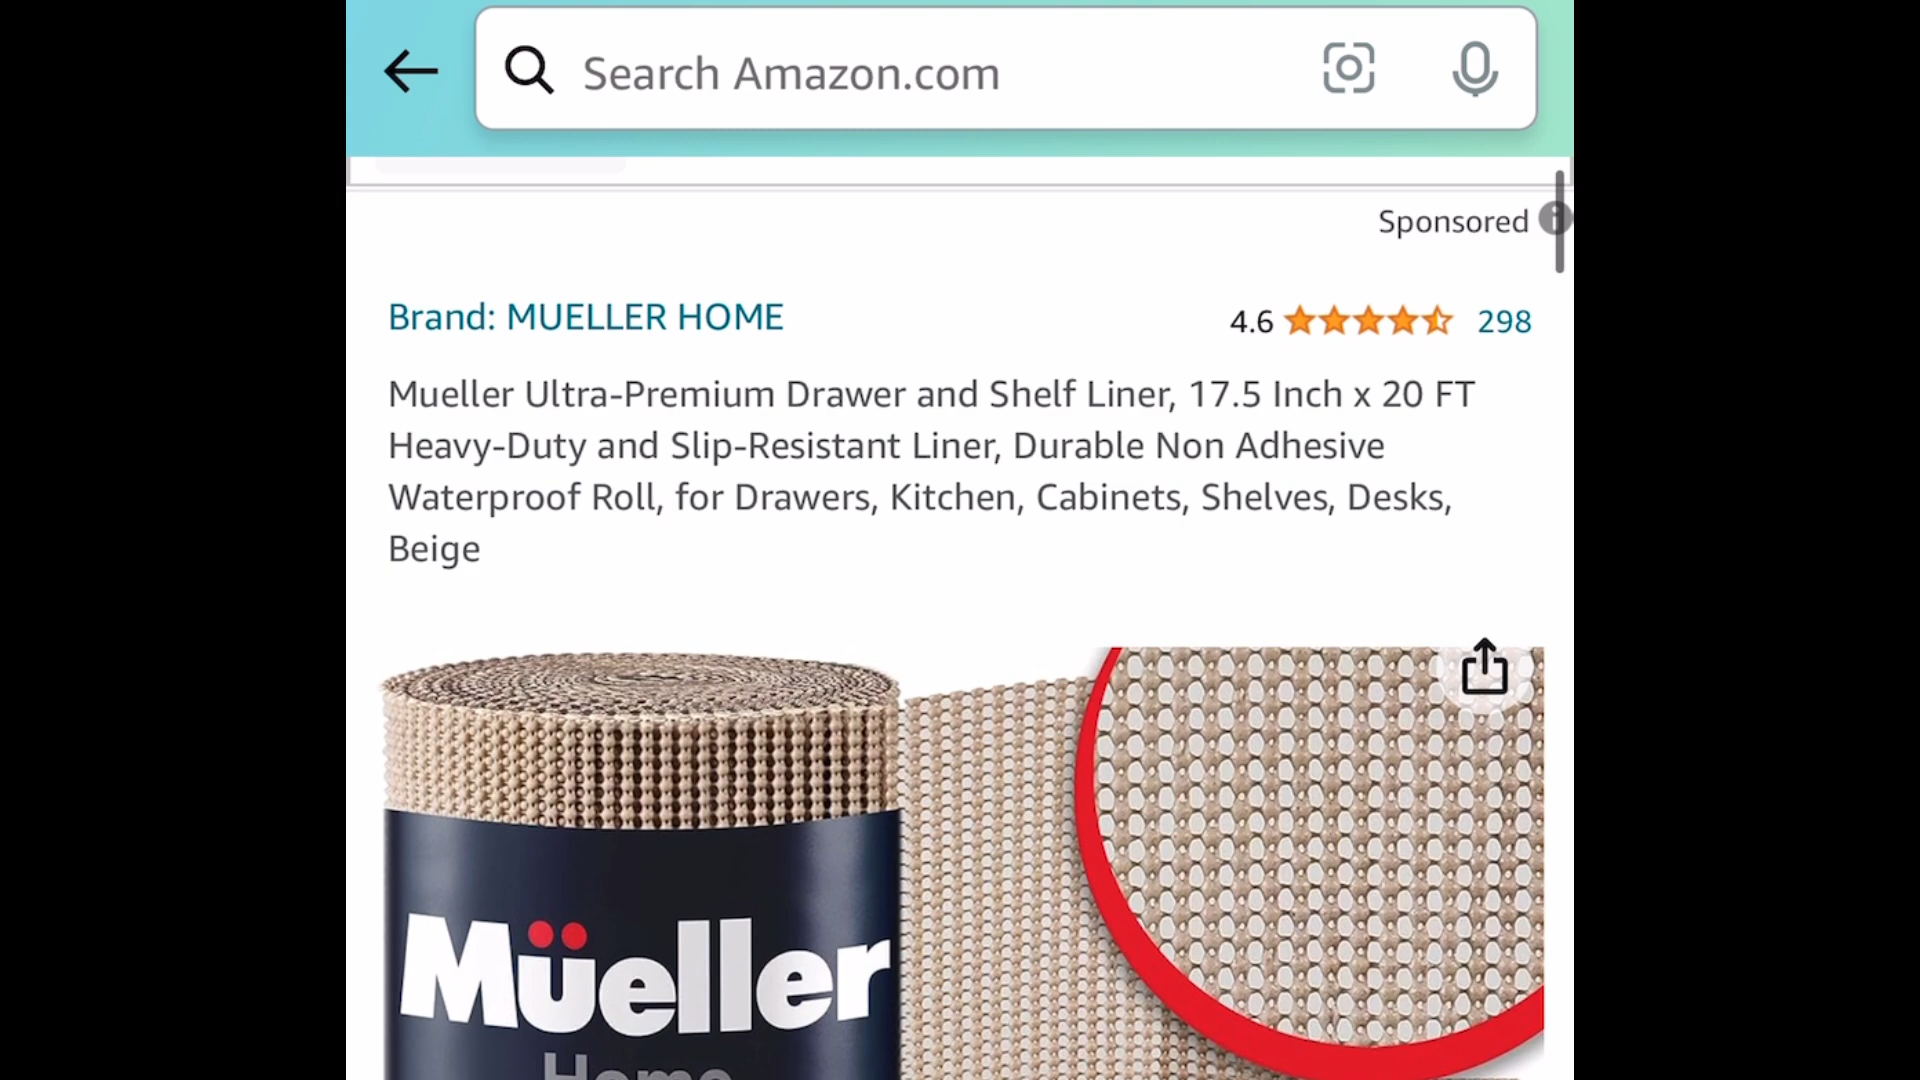 Search Amazon.com
Sponsored
Brand: MUELLER HOME
4.6 298
Mueller Ultra-Premium Drawer and Shelf Liner, 17.5 Inch x 20 FT
Heavy-Duty and Slip-Resistant Liner, Durable Non Adhesive
Waterproof Roll, for Drawers, Kitchen, Cabinets, Shelves, Desks,
Beige
Müeller
Home